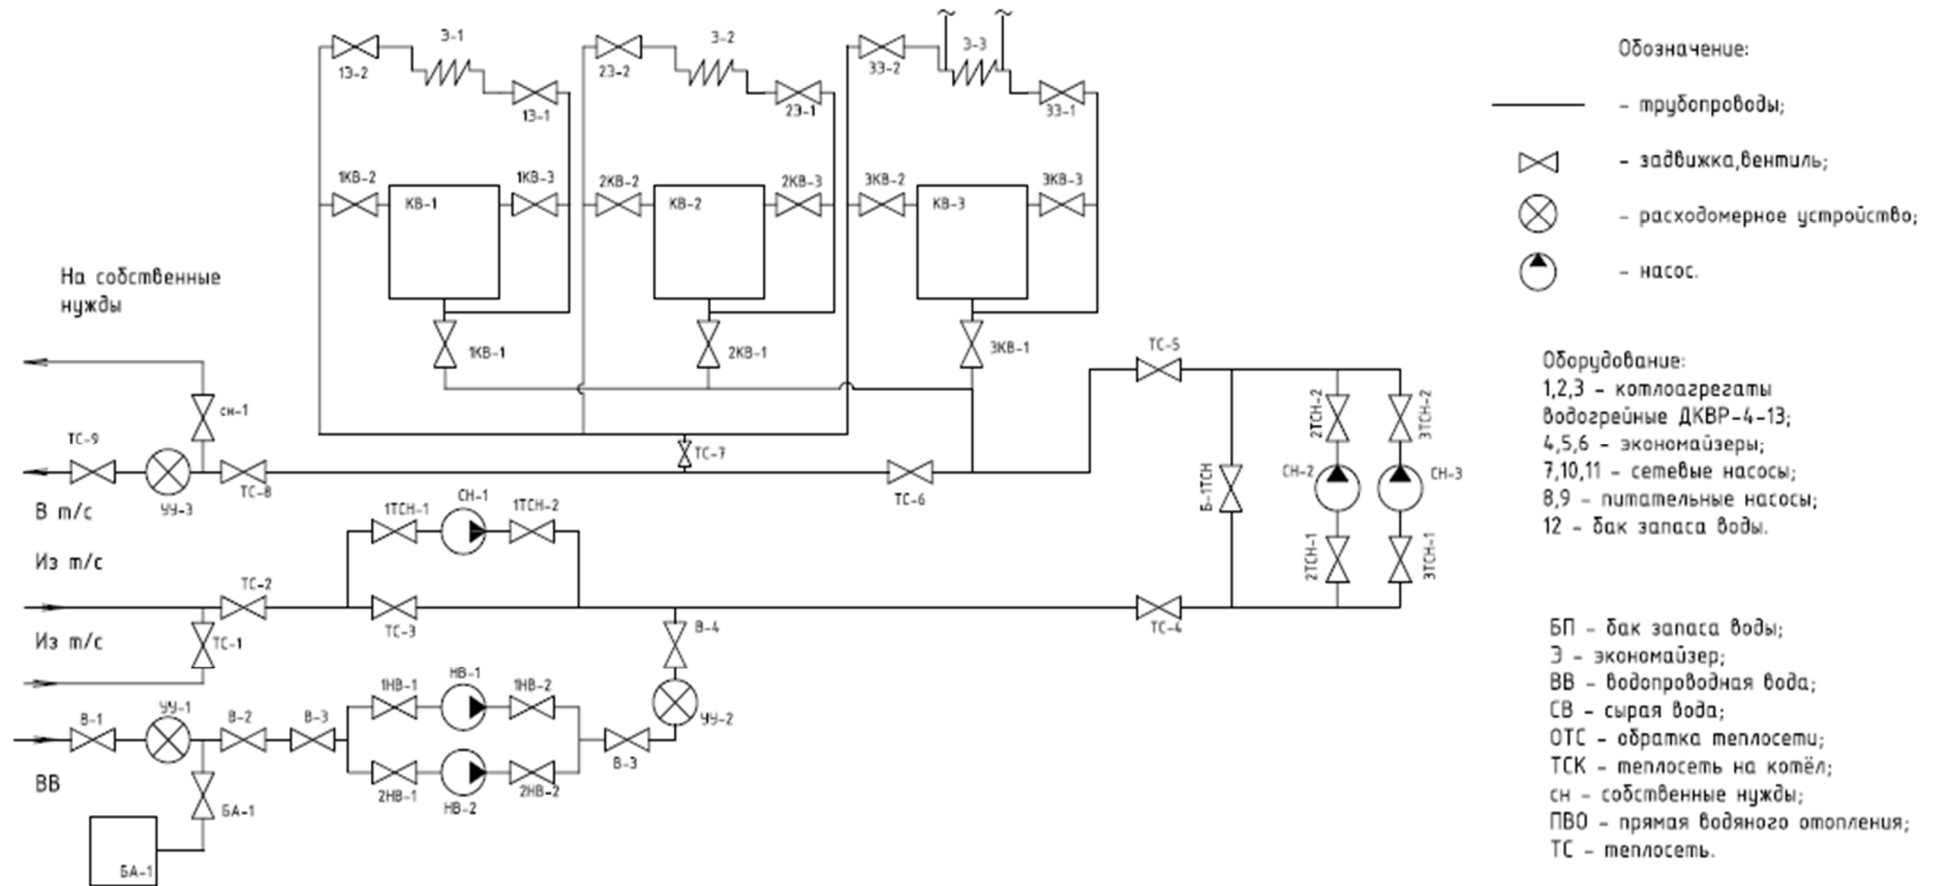 Э-1
1Э-2
1Э-1
Э-2
2Э-2
2Э-1
Э-3
3Э-2
3Э-1
1КВ-2
КВ-1
1КВ-3
2КВ-2
КВ-2
2КВ-3
3КВ-2
КВ-3
3КВ-3
1КВ-1
2КВ-1
3КВ-1
На собственные
нужды
сн-1
ТС-9
УУ-3
ТС-8
ТС-7
ТС-6
ТС-5
В т/с
Из т/с
ТС-2
Из т/с
ТС-1
1ТСН-1
СН-1
1ТСН-2
ТС-3
ТС-4
Б-1ТСН
2ТСН-2
СН-2
2ТСН-1
3ТСН-2
СН-3
3ТСН-1
В-4
УУ-2
В-1
УУ-1
В-2
В-3
1НВ-1
НВ-1
1НВ-2
2НВ-1
НВ-2
2НВ-2
В-3
ВВ
БА-1
БА-1
Обозначение:
- трубопроводы;
- задвижка,вентиль;
- расходомерное устройство;
- насос.
Оборудование:
1,2,3 - котлоагрегаты
водогрейные ДКВР-4-13;
4,5,6 - экономайзеры;
7,10,11 - сетевые насосы;
8,9 - питательные насосы;
12 - бак запаса воды.
БП - бак запаса воды;
Э - экономайзер;
ВВ - водопроводная вода;
СВ - сырая вода;
ОТС - обратка теплосети;
ТСК - теплосеть на котёл;
сн - собственные нужды;
ПВО - прямая водяного отопления;
ТС - теплосеть.